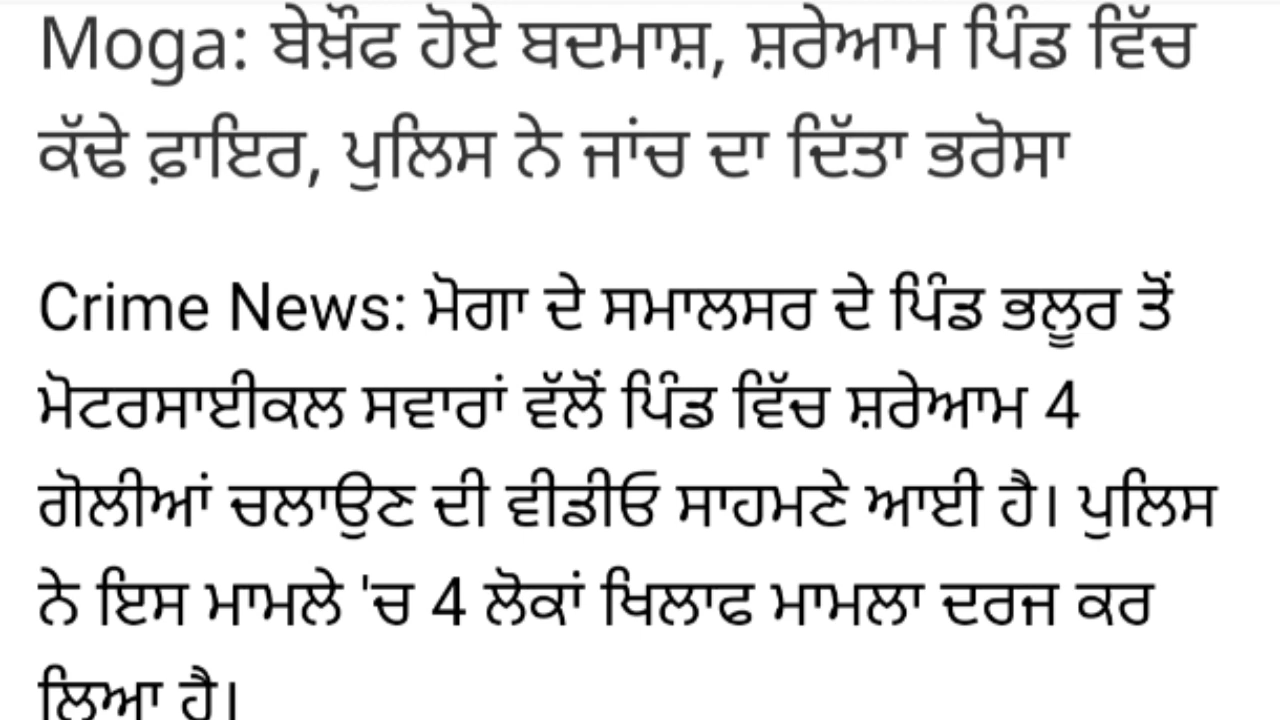 Moga: ਬੇਖ਼ੌਫ ਹੋਏ ਬਦਮਾਸ਼, ਸ਼ਰੇਆਮ ਪਿੰਡ ਵਿੱਚ
ਕੱਢੇ ਫ਼ਾਇਰ, ਪੁਲਿਸ ਨੇ ਜਾਂਚ ਦਾ ਦਿੱਤਾ ਭਰੋਸਾ
Crime News: ਮੋਗਾ ਦੇ ਸਮਾਲਸਰ ਦੇ ਪਿੰਡ ਭਲੂਰ ਤੋਂ
ਮੋਟਰਸਾਈਕਲ ਸਵਾਰਾਂ ਵੱਲੋਂ ਪਿੰਡ ਵਿੱਚ ਸ਼ਰੇਆਮ 4
ਗੋਲੀਆਂ ਚਲਾਉਣ ਦੀ ਵੀਡੀਓ ਸਾਹਮਣੇ ਆਈ ਹੈ। ਪੁਲਿਸ
ਨੇ ਇਸ ਮਾਮਲੇ 'ਚ 4 ਲੋਕਾਂ ਖਿਲਾਫ ਮਾਮਲਾ ਦਰਜ ਕਰ
ਲਿਆ ਹੈ।